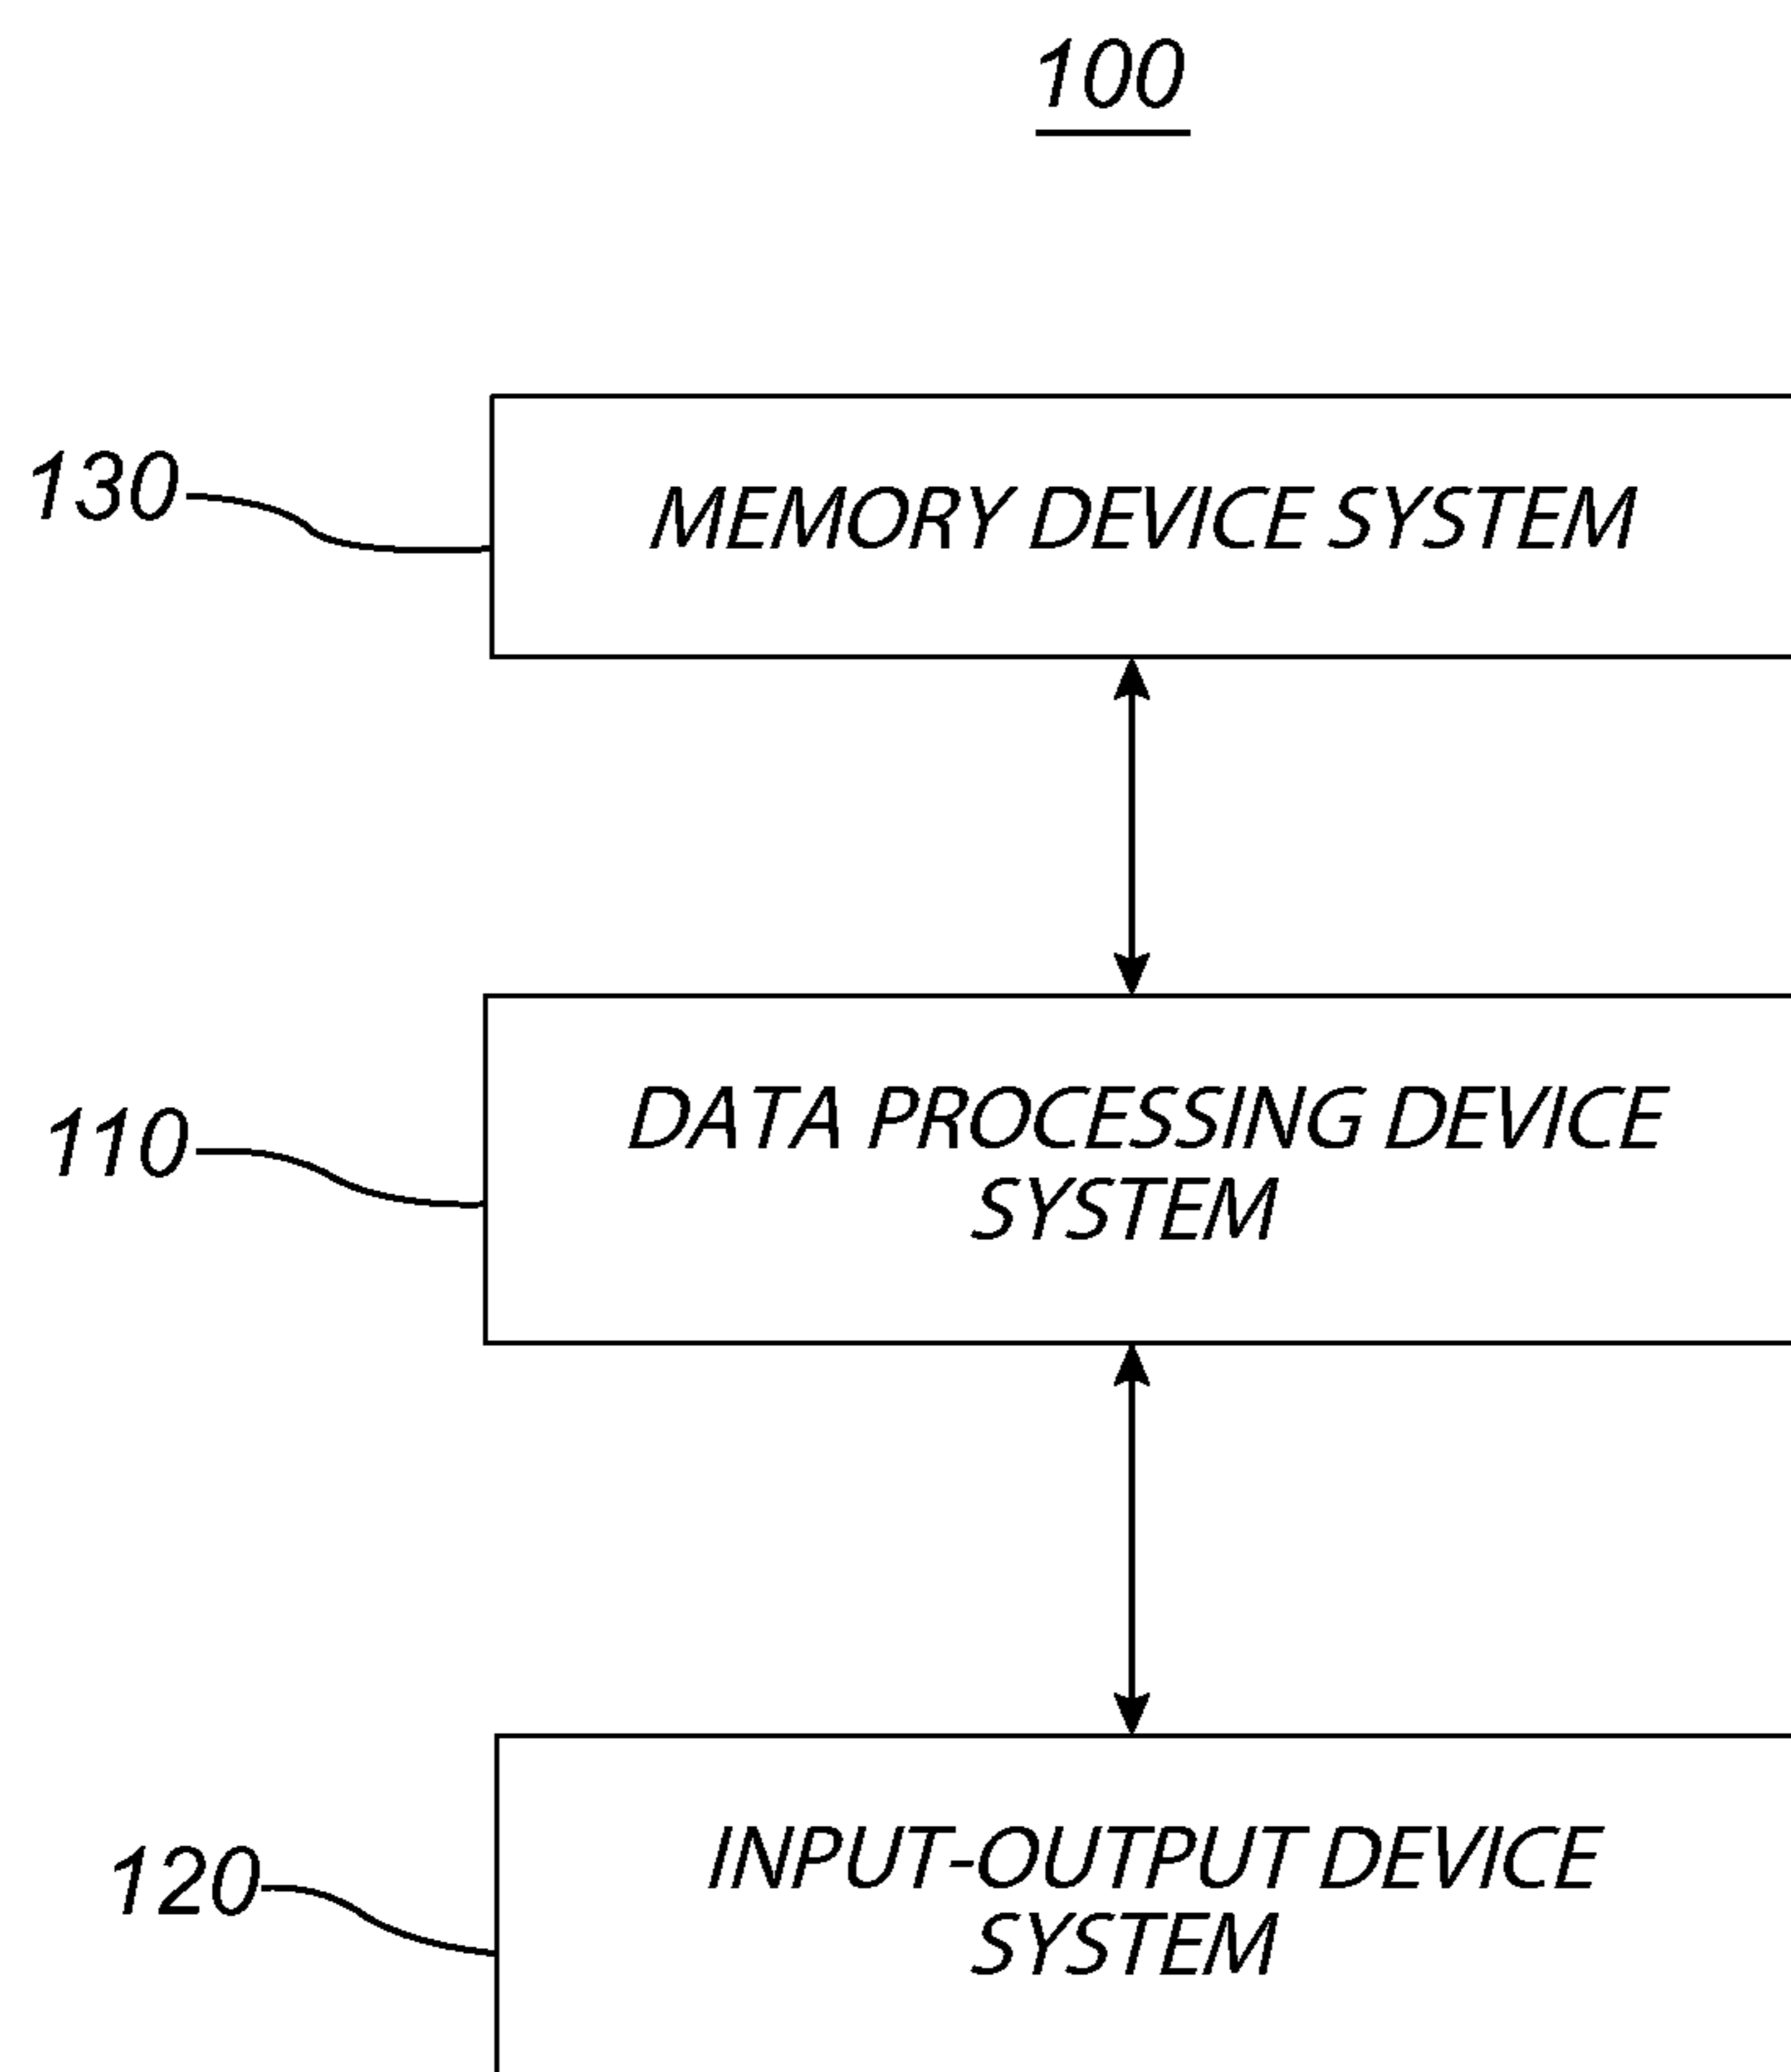 100
130
MEMORY DEVICE SYSTEM
110
DATA PROCESSING DEVICE
SYSTEM
120
INPUT-OUTPUT DEVICE
SYSTEM